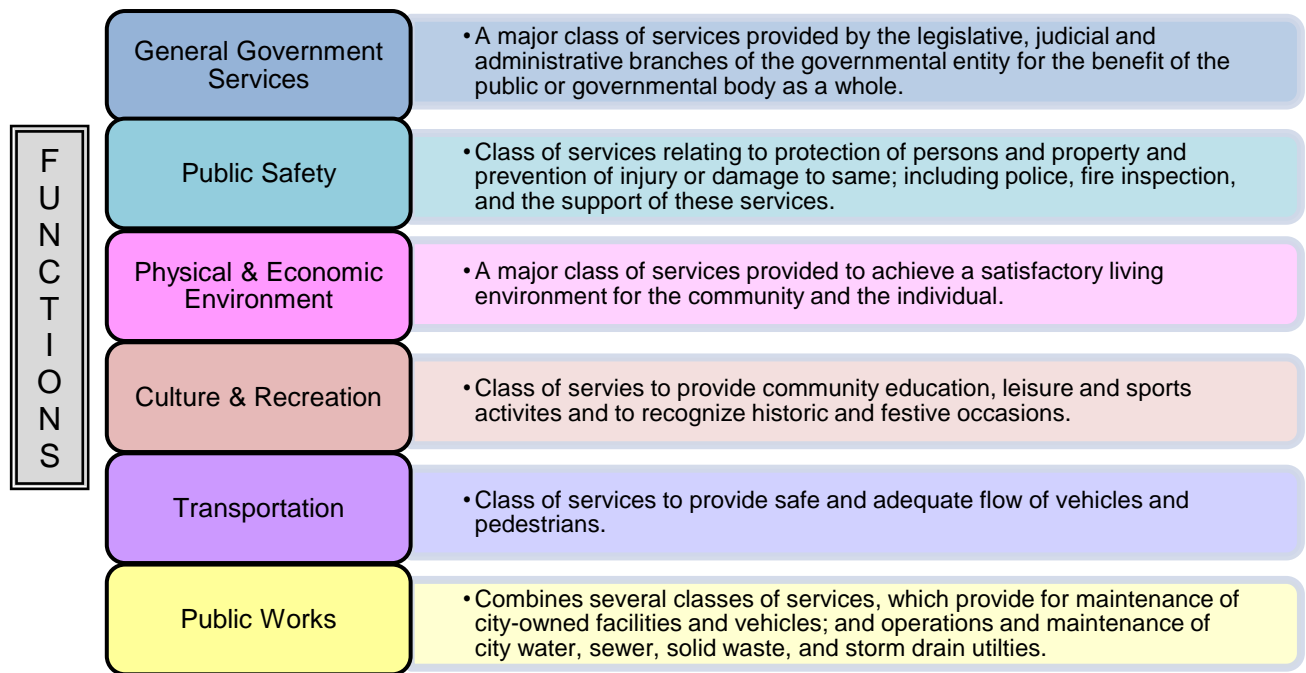 FUNCTIONS
General Government
Services
• A major class of services provided by the legislative, judicial and
administrative branches of the governmental entity for the benefit of the
public or governmental body as a whole.
Public Safety
• Class of services relating to protection of persons and property and
prevention of injury or damage to same; including police, fire inspection,
and the support of these services.
Physical & Economic
Environment
• A major class of services provided to achieve a satisfactory living
environment for the community and the individual.
Culture & Recreation
• Class of servies to provide community education, leisure and sports
activites and to recognize historic and festive occasions.
Transportation
• Class of services to provide safe and adequate flow of vehicles and
pedestrians.
Public Works
• Combines several classes of services, which provide for maintenance of
city-owned facilities and vehicles; and operations and maintenance of
city water, sewer, solid waste, and storm drain utilties.